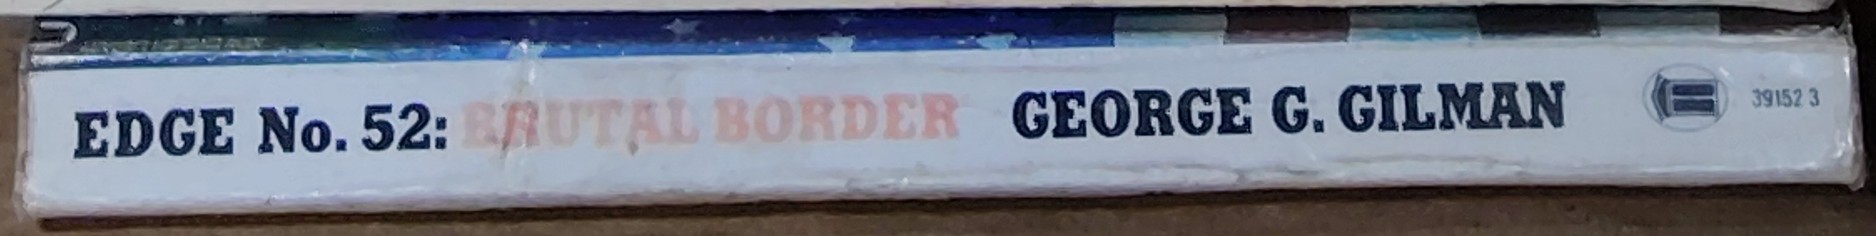 EDGE No. 52: BRUTAL BORDER GEORGE G. GILMAN 39152 3